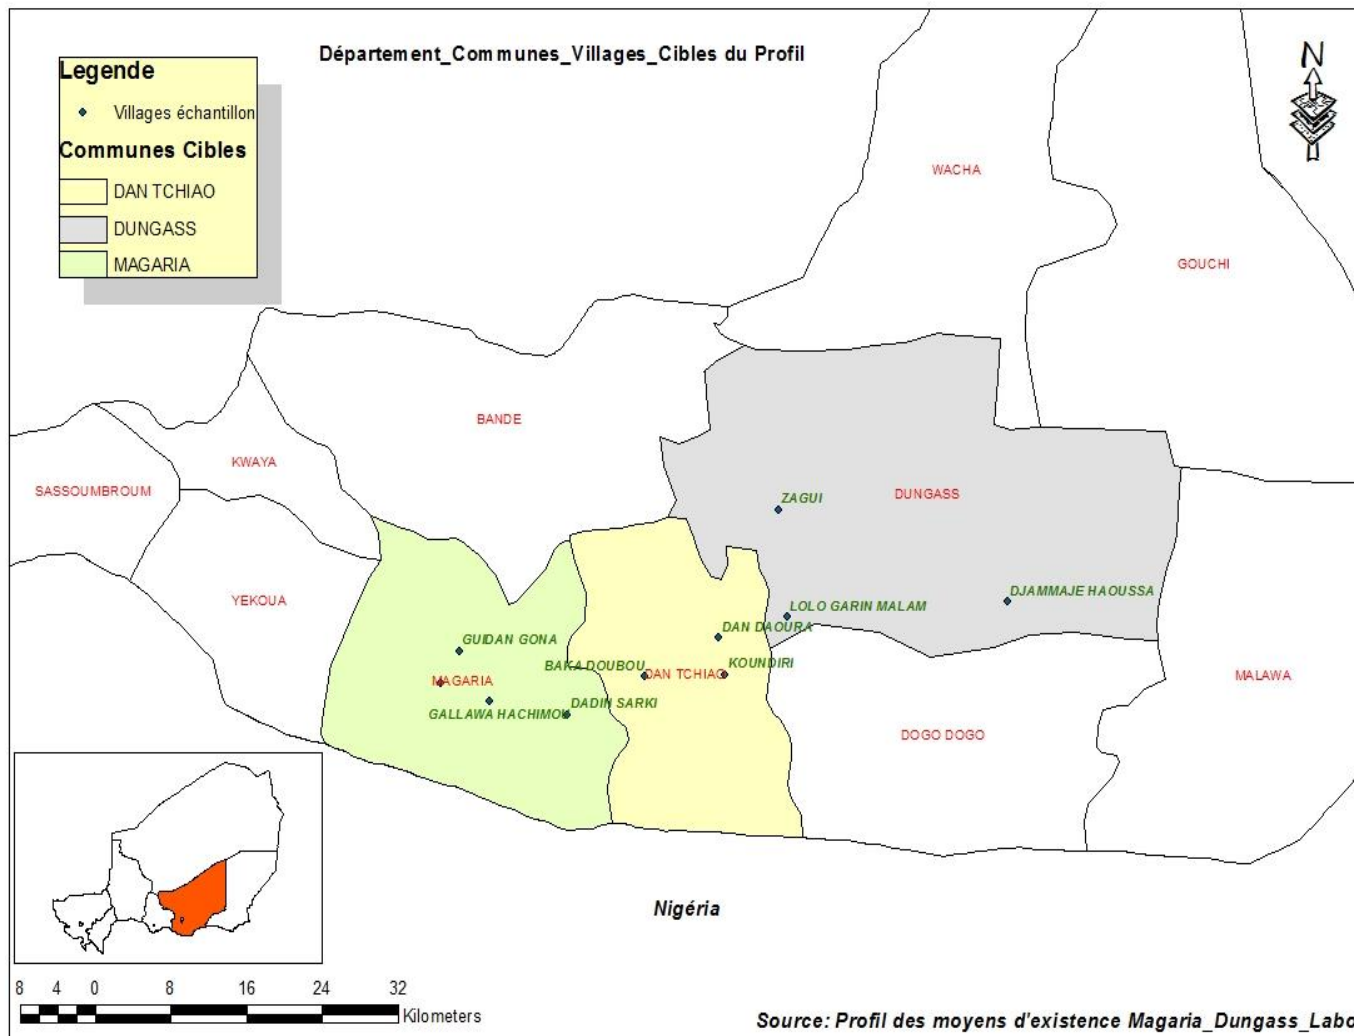 Département_Communes_Villages_Cibles du Profil
Legende
Villages échantillon
Communes Cibles
DAN TCHIAO
DUNGASS
MAGARIA
N
WACHA
GOUCHI
BANDE
KWAYA
SASSOUMBROUM
DUNGASS
ZAGUI
YEKOUA
DJAMMAJE HAOUSSA
LOLO GARIN MALAM
DAN DAOURA
GUIDAN GONA
BAKA DOUBOU
KOUNDIRI
MAGARIA
DAN TCHIAO
MALAWA
DADIN SARKI
GALLAWA HACHIMOU
DOGO DOGO
Nigéria
8 4 0 8 16 24 32
Kilometers
Source: Profil des moyens d'existence Magaria_Dungass_Labo